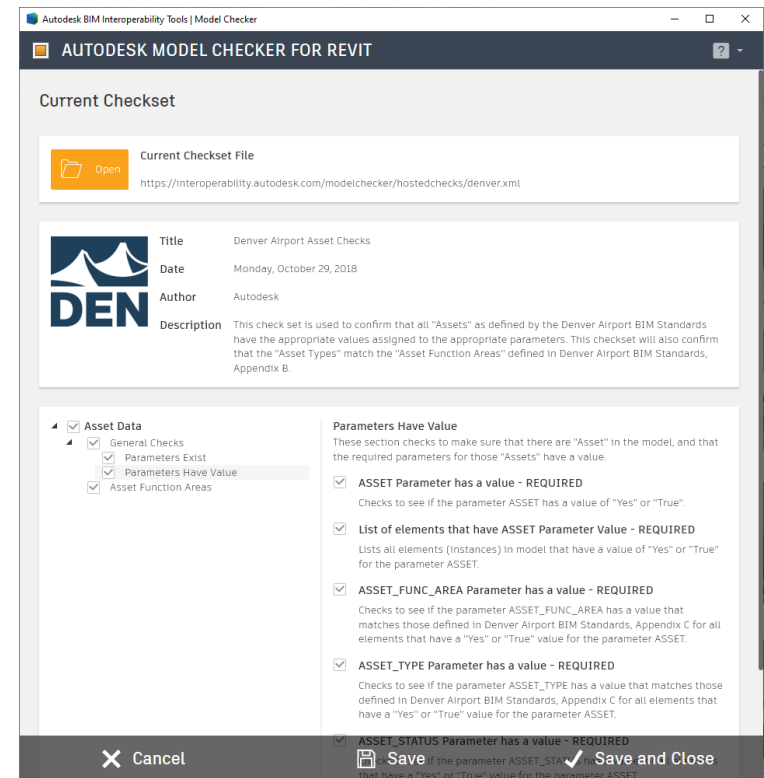 Autodesk BIM Interoperability Tools | Model Checker
AUTODESK MODEL CHECKER FOR REVIT
?
Current Checkset
Open
Current Checkset File
https://interoperability.autodesk.com/modelchecker/hostedchecks/denver.xml
DEN
Title
Denver Airport Asset Checks
Date
Monday, October 29, 2018
Author
Autodesk
Description
This check set is used to confirm that all "Assets" as defined by the Denver Airport BIM Standards
have the appropriate values assigned to the appropriate parameters. This checkset will also confirm
that the "Asset Types" match the "Asset Function Areas" defined in Denver Airport BIM Standards,
Appendix B.
Asset Data
General Checks
Parameters Exist
Parameters Have Value
Asset Function Areas
Parameters Have Value
These section checks to make sure that there are "Asset" in the model, and that
the required parameters for those "Assets" have a value.
ASSET Parameter has a value - REQUIRED
Checks to see if the parameter ASSET has a value of "Yes" or "True".
List of elements that have ASSET Parameter Value - REQUIRED
Lists all elements (instances) in model that have a value of "Yes" or "True"
for the parameter ASSET.
ASSET_FUNC_AREA Parameter has a value - REQUIRED
Checks to see if the parameter ASSET_FUNC_AREA has a value that
matches those defined in Denver Airport BIM Standards, Appendix C for all
elements that have a "Yes" or "True" value for the parameter ASSET.
ASSET_TYPE Parameter has a value - REQUIRED
Checks to see if the parameter ASSET_TYPE has a value that matches those
defined in Denver Airport BIM Standards, Appendix C for all elements that
have a "Yes" or "True" value for the parameter ASSET.
ASSET_STATUS Parameter has a value - REQUIRED
if the parameter
that have a "Yes" or "True" value for the parameter ASSET.
Cancel
Save
Save and Close